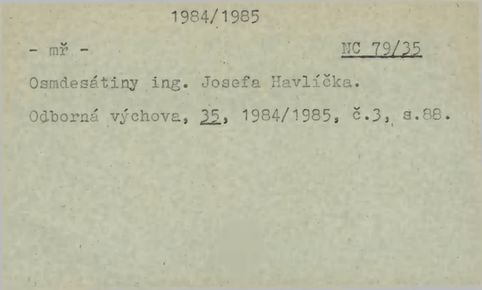 1984/1985
- mř - NC 79/35
Osmdesátiny ing. Josefa Havlíčka.
Odborná výchova, 35, 1984/1985, č.3, s.88.